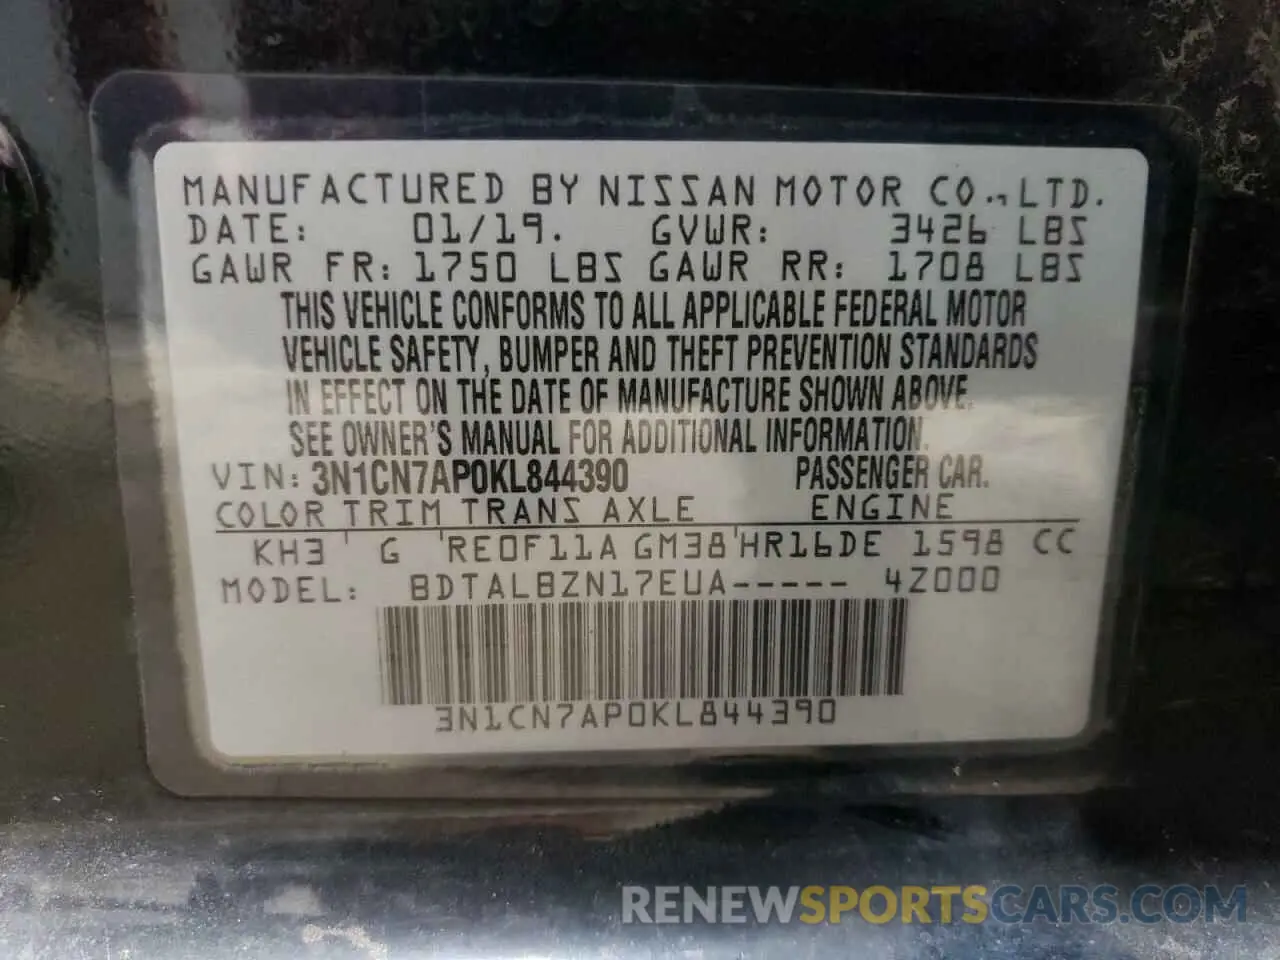 MANUFACTURED BY NISSAN MOTOR CO., LTD.
DATE: 01/19. GVWR: 3426 LBS
GAWR FR: 1750 LBS GAWR RR: 1708 LBS
THIS VEHICLE CONFORMS TO ALL APPLICABLE FEDERAL MOTOR
VEHICLE SAFETY, BUMPER AND THEFT PREVENTION STANDARDS
IN EFFECT ON THE DATE OF MANUFACTURE SHOWN ABOVE.
SEE OWNER'S MANUAL FOR ADDITIONAL INFORMATION.
VIN: 3N1CN7AP0KL844390 PASSENGER CAR.
COLOR TRIM TRANS AXLE ENGINE
KH3 ' G 'RE0F11A GM38'HR16DE 1598 CC
MODEL: BDTALBZN17EUA----- 4Z000
3N1CN7AP0KL844390
RENEWSPORTSCARS.COM